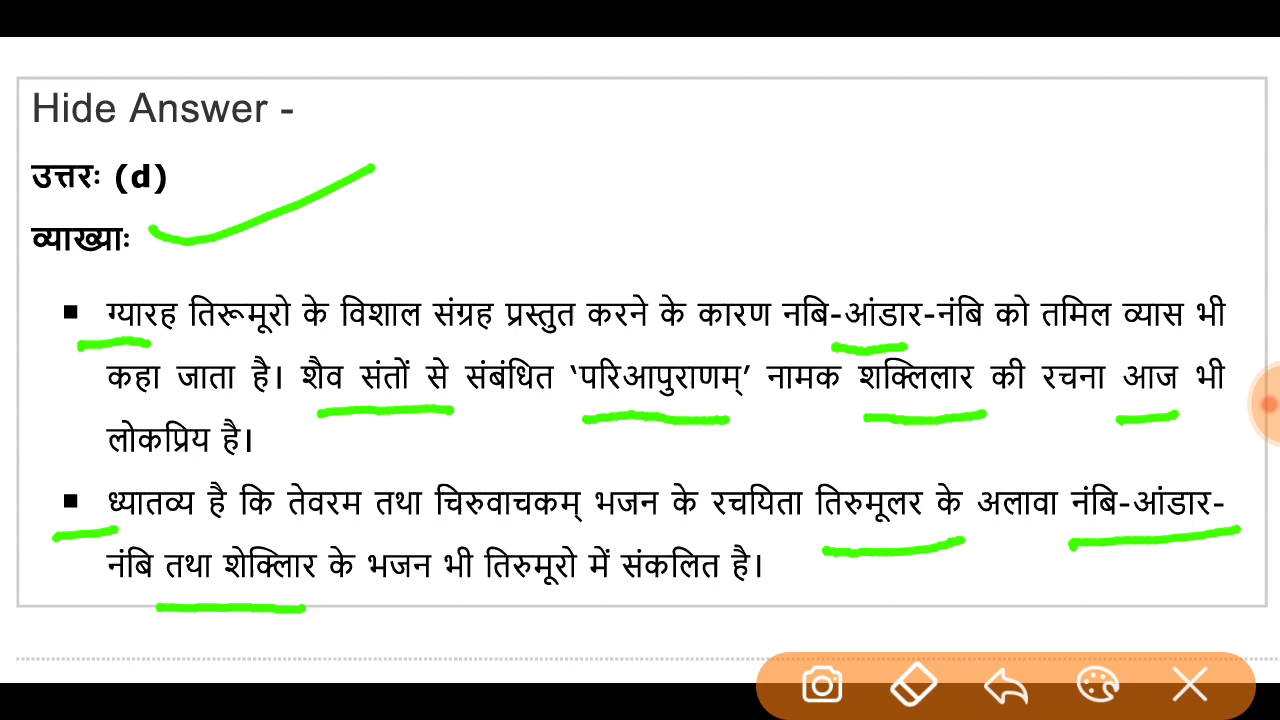 Hide Answer -
उत्तरः (d)
व्याख्याः
▪ ग्यारह तिरूमूरो के विशाल संग्रह प्रस्तुत करने के कारण नबि-आंडार-नंबि को तमिल व्यास भी
कहा जाता है। शैव संतों से संबंधित ‘परिआपुराणम्’ नामक शक्लिलार की रचना आज भी
लोकप्रिय है।
▪ ध्यातव्य है कि तेवरम तथा चिरुवाचकम् भजन के रचयिता तिरुमूलर के अलावा नंबि-आंडार-
नंबि तथा शेक्लिार के भजन भी तिरुमूरो में संकलित है।